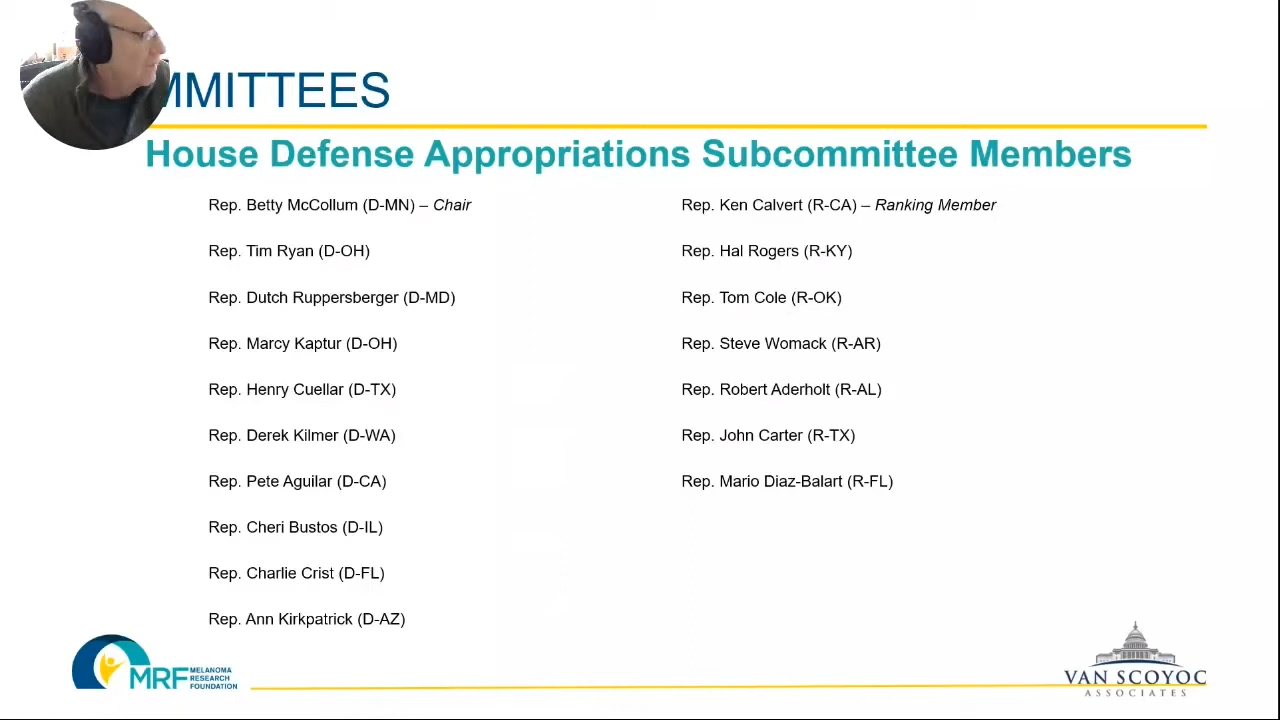 MMITTEES
House Defense Appropriations Subcommittee Members
Rep. Betty McCollum (D-MN) – Chair
Rep. Tim Ryan (D-OH)
Rep. Dutch Ruppersberger (D-MD)
Rep. Marcy Kaptur (D-OH)
Rep. Henry Cuellar (D-TX)
Rep. Derek Kilmer (D-WA)
Rep. Pete Aguilar (D-CA)
Rep. Cheri Bustos (D-IL)
Rep. Charlie Crist (D-FL)
Rep. Ann Kirkpatrick (D-AZ)
Rep. Ken Calvert (R-CA) – Ranking Member
Rep. Hal Rogers (R-KY)
Rep. Tom Cole (R-OK)
Rep. Steve Womack (R-AR)
Rep. Robert Aderholt (R-AL)
Rep. John Carter (R-TX)
Rep. Mario Diaz-Balart (R-FL)
MRF
MELANOMA
RESEARCH
FOUNDATION
VAN SCOYOC
ASSOCIATES